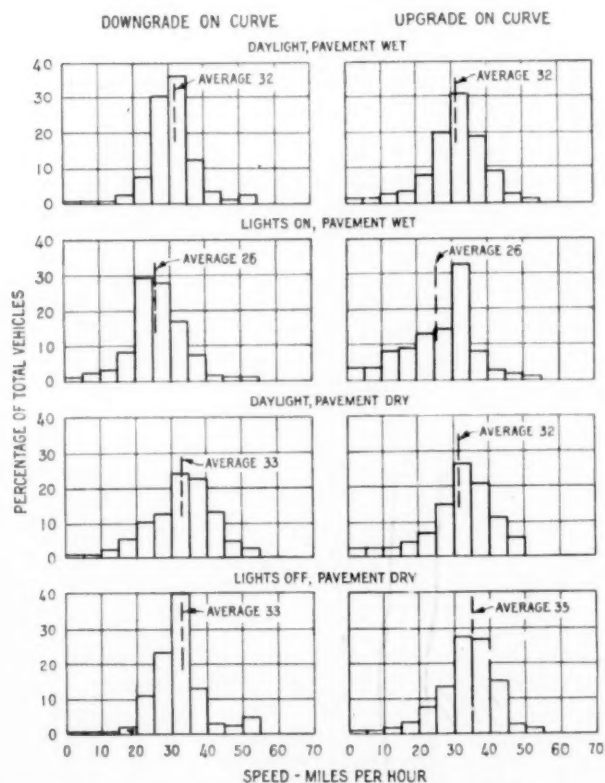 DOWNGRADE ON CURVE UPGRADE ON CURVE
DAYLIGHT, PAVEMENT WET
40
30
20
10
0
AVERAGE 32
AVERAGE 32
LIGHTS ON, PAVEMENT WET
40
30
20
10
0
AVERAGE 26
AVERAGE 26
DAYLIGHT, PAVEMENT DRY
40
30
20
10
0
AVERAGE 33
AVERAGE 32
LIGHTS OFF, PAVEMENT DRY
40
30
20
10
0
AVERAGE 33
AVERAGE 35
0 10 20 30 40 50 60 70 0 10 20 30 40 50 60 70
SPEED - MILES PER HOUR
PERCENTAGE OF TOTAL VEHICLES